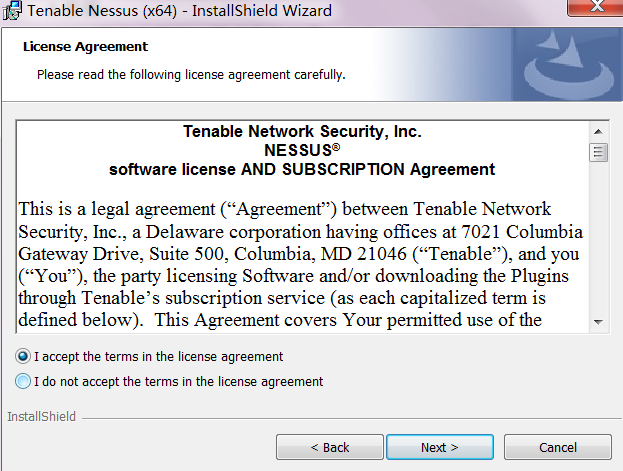 Tenable Nessus (x64) - InstallShield Wizard
License Agreement
Please read the following license agreement carefully.
Tenable Network Security, Inc.
NESSUS®
software license AND SUBSCRIPTION Agreement
This is a legal agreement (“Agreement”) between Tenable Network
Security, Inc., a Delaware corporation having offices at 7021 Columbia
Gateway Drive, Suite 500, Columbia, MD 21046 (“Tenable”), and you
(“You”), the party licensing Software and/or downloading the Plugins
through Tenable’s subscription service (as each capitalized term is
defined below).  This Agreement covers Your permitted use of the
I accept the terms in the license agreement
I do not accept the terms in the license agreement
InstallShield
< Back
Next >
Cancel